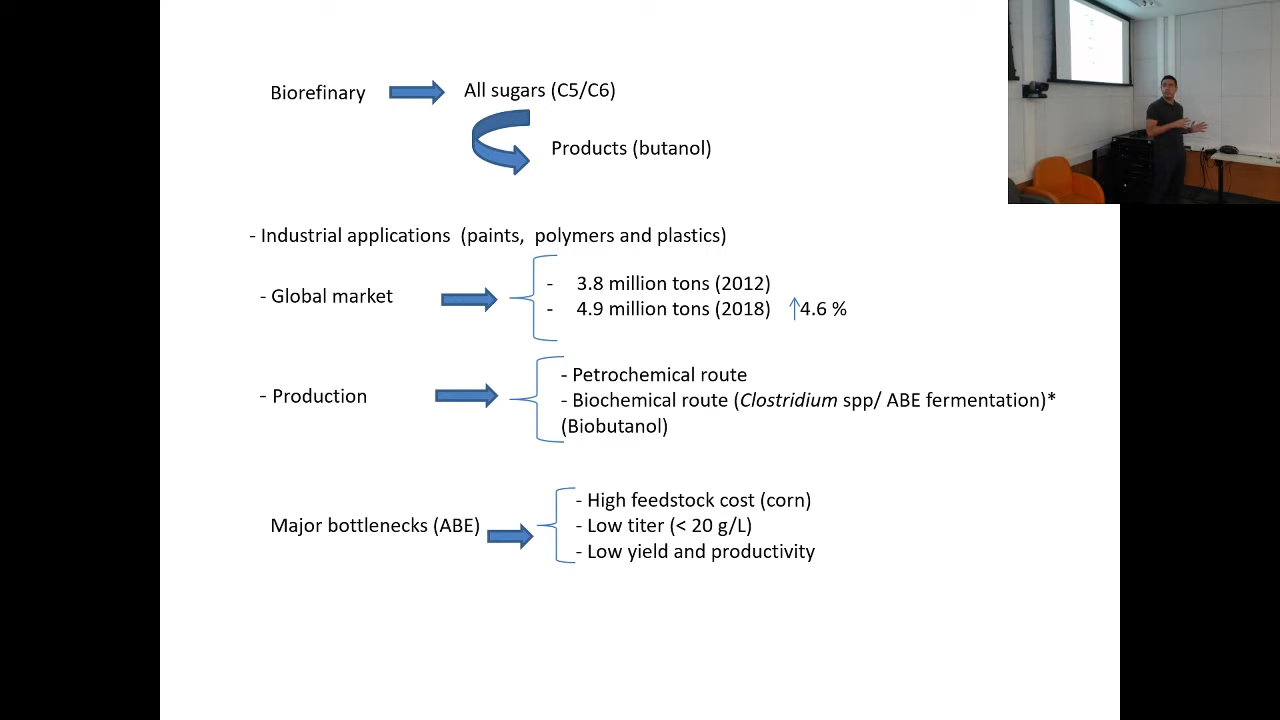 Biorefinary
All sugars (C5/C6)
Products (butanol)
- Industrial applications (paints, polymers and plastics)
- Global market
- 3.8 million tons (2012)
- 4.9 million tons (2018) ↑4.6 %
- Production
- Petrochemical route
- Biochemical route (Clostridium spp/ ABE fermentation)*
(Biobutanol)
Major bottlenecks (ABE)
- High feedstock cost (corn)
- Low titer (< 20 g/L)
- Low yield and productivity